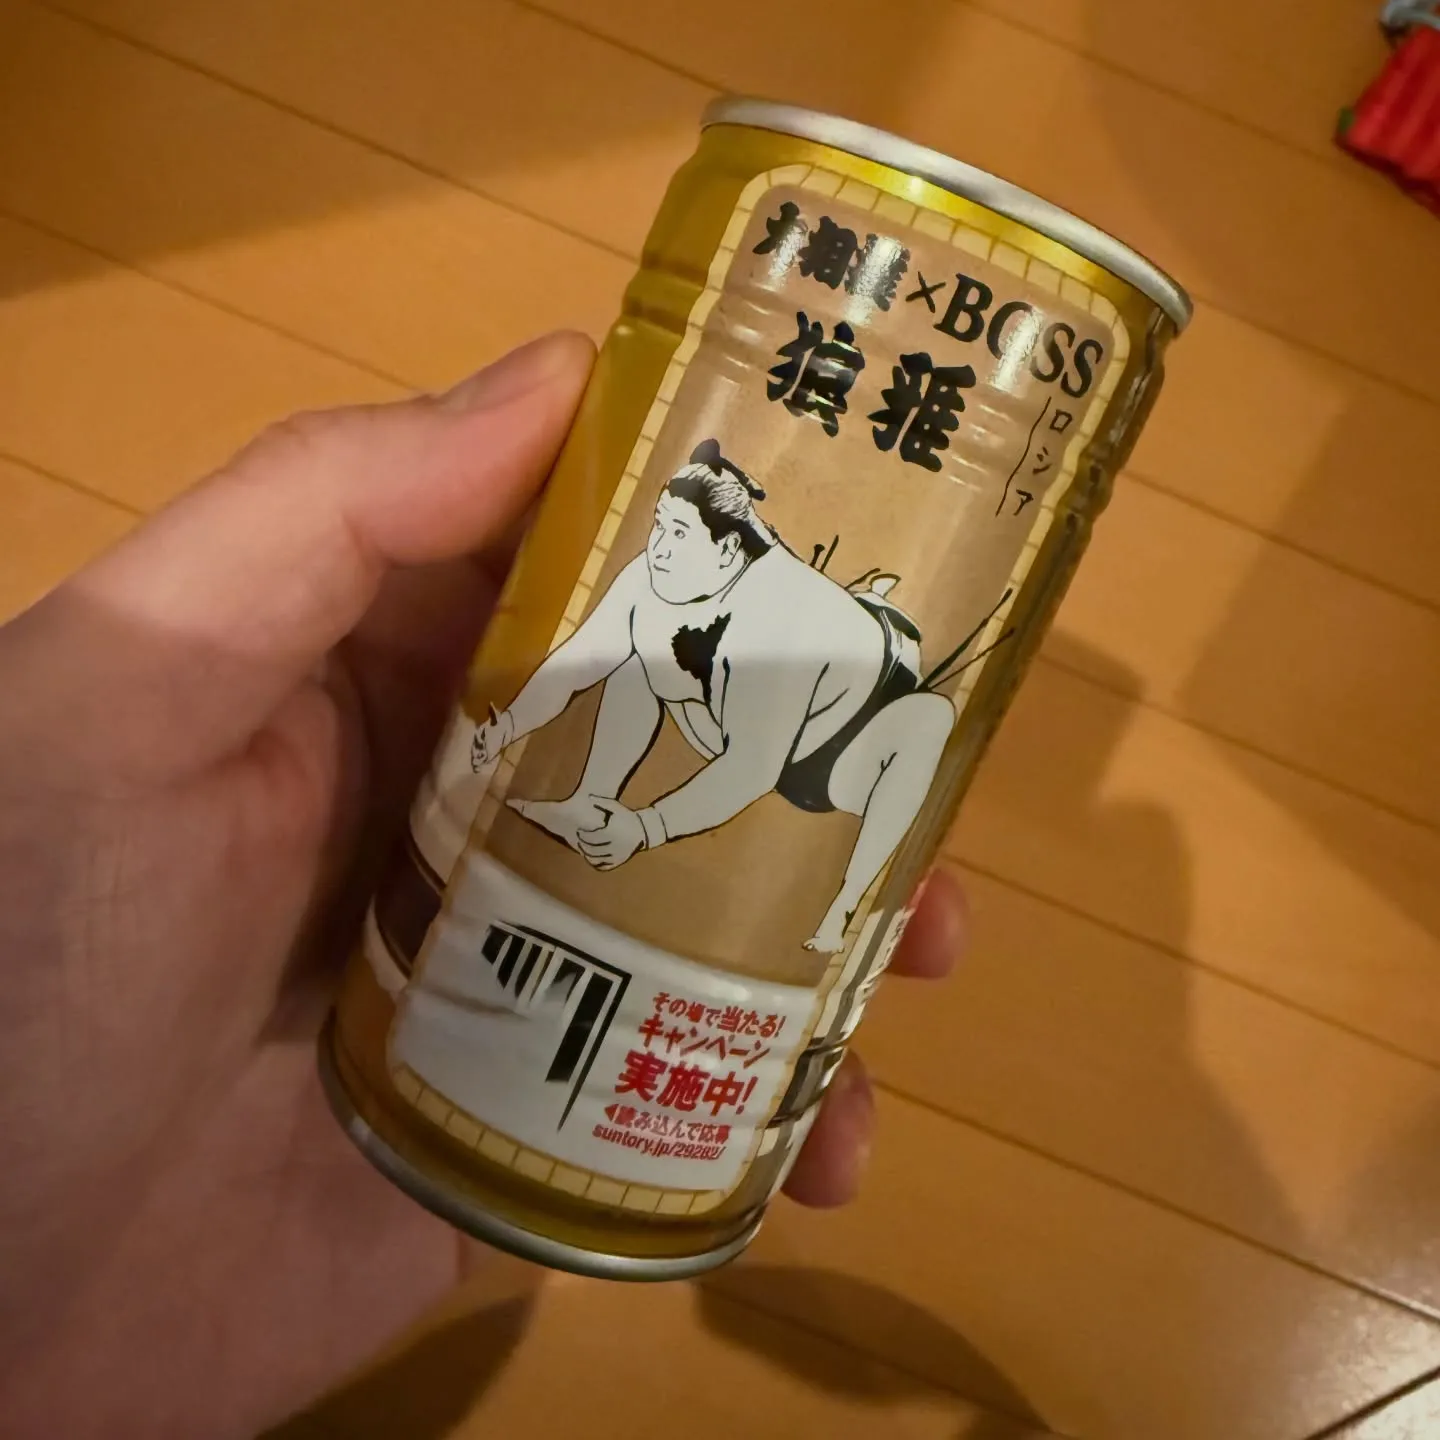 大相撲×BOSS
狼雅
ロシア
その場で当たる!
キャンペーン
実施中!
◀読み込んで応募
suntory.jp/29282/